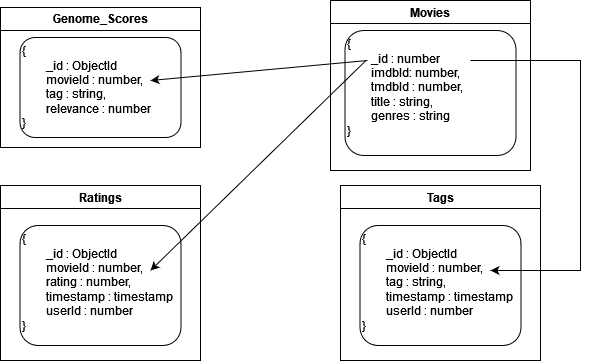 Genome_Scores
{
_id : ObjectId
movieId : number,
tag : string,
relevance : number
}
Movies
{
_id : number
imdbId: number,
tmdbId : number,
title : string,
genres : string
}
Ratings
{
_id : ObjectId
movieId : number,
rating : number,
timestamp : timestamp
userId : number
}
Tags
{
_id : ObjectId
movieId : number,
tag : string,
timestamp : timestamp
userId : number
}